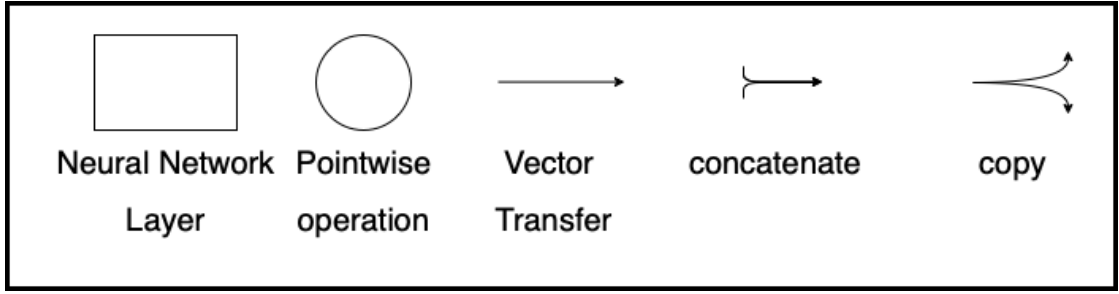 Neural Network Pointwise Vector concatenate copy
Layer operation Transfer